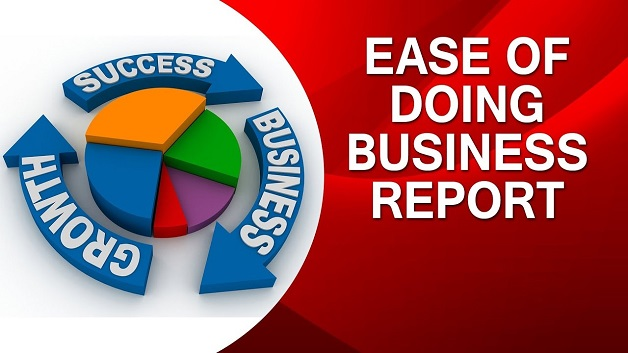 SUCCESS
BUSINESS
GROWTH
EASE OF
DOING
BUSINESS
REPORT